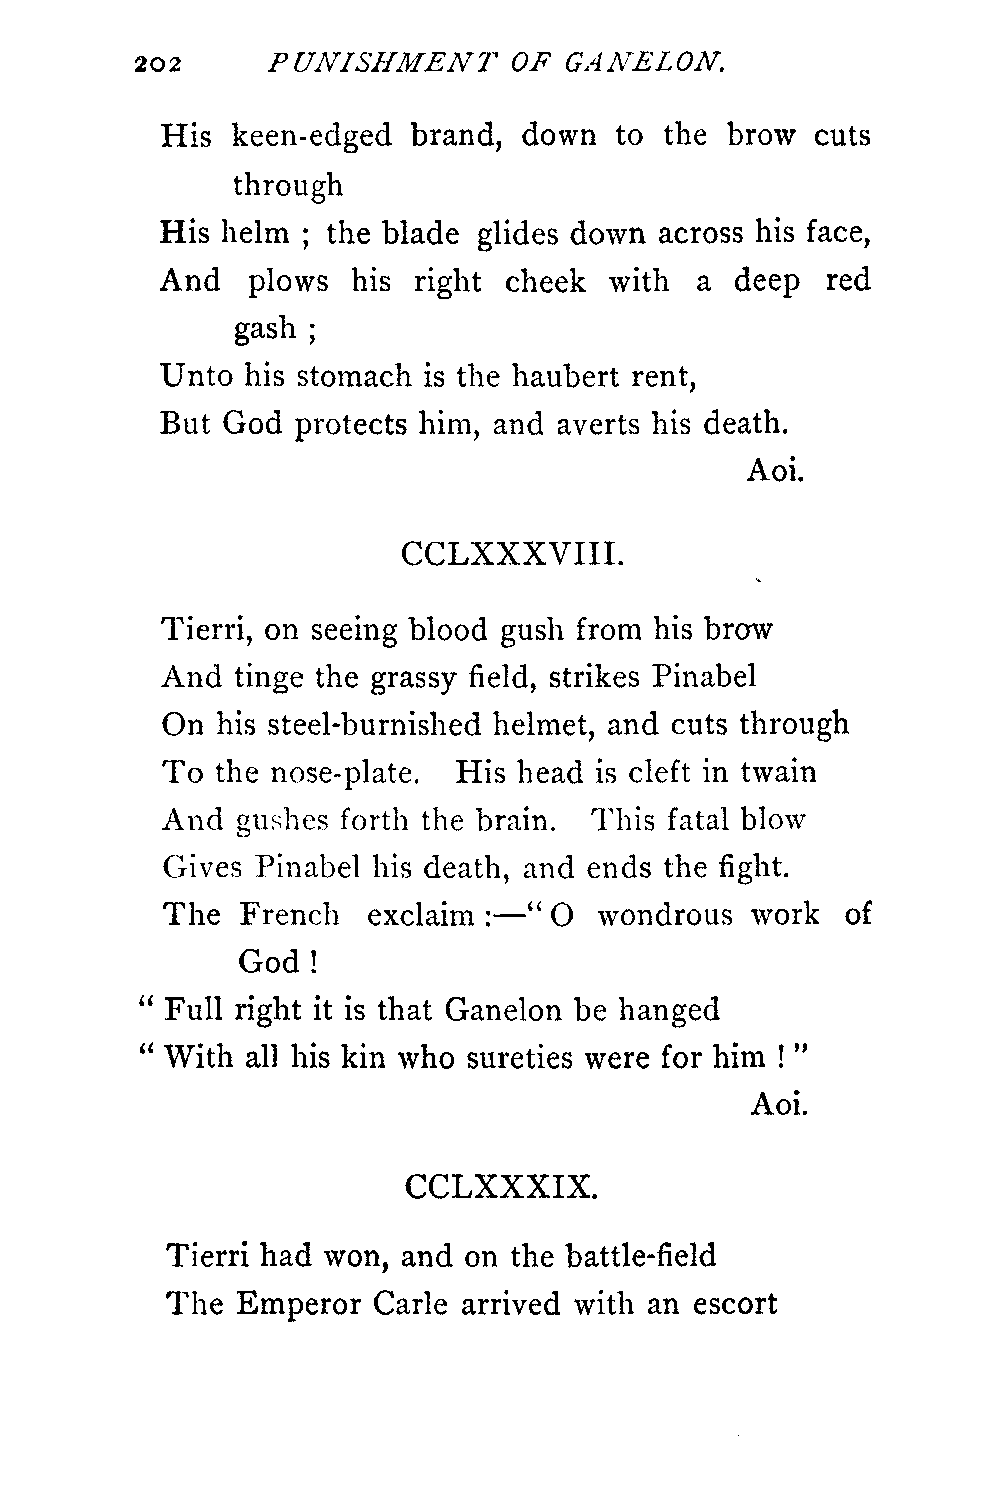 202 PUNISHMENT OF GANELON.
His keen-edged brand, down to the brow cuts
through
His helm ; the blade glides down across his face,
And plows his right cheek with a deep red
gash ;
Unto his stomach is the haubert rent,
But God protects him, and averts his death.
Aoi.
CCLXXXVIII.
Tierri, on seeing blood gush from his brow
And tinge the grassy field, strikes Pinabel
On his steel-burnished helmet, and cuts through
To the nose-plate. His head is cleft in twain
And gushes forth the brain. This fatal blow
Gives Pinabel his death, and ends the fight.
The French exclaim :—“ O wondrous work of
God !
“ Full right it is that Ganelon be hanged
“ With all his kin who sureties were for him ! ”
Aoi.
CCLXXXIX.
Tierri had won, and on the battle-field
The Emperor Carle arrived with an escort